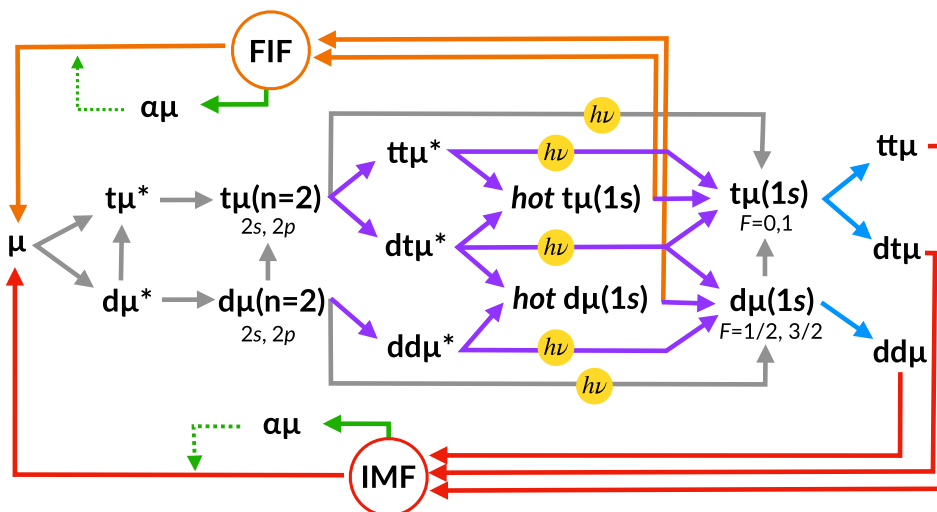 FIF
αμ
hν
ttμ*
hν
ttμ
tμ*
tμ(n=2)
2s, 2p
hot tμ(1s)
tμ(1s)
F=0,1
μ
dtμ*
hν
dtμ
dμ*
dμ(n=2)
2s, 2p
hot dμ(1s)
dμ(1s)
F=1/2, 3/2
ddμ*
hν
ddμ
hν
αμ
IMF